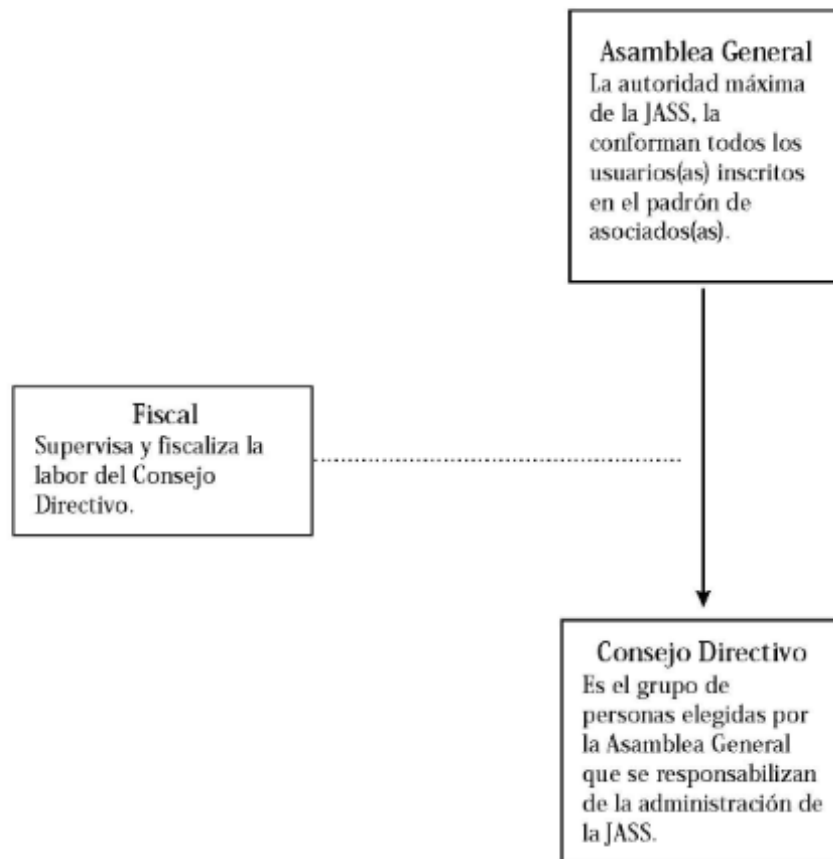 Asamblea General
La autoridad máxima
de la JASS, la
conforman todos los
usuarios(as) inscritos
en el padrón de
asociados(as).
Fiscal
Supervisa y fiscaliza la
labor del Consejo
Directivo.
Consejo Directivo
Es el grupo de
personas elegidas por
la Asamblea General
que se responsabilizan
de la administración de
la JASS.